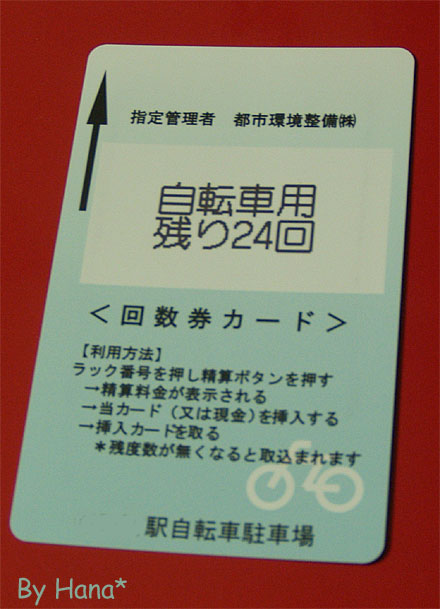 指定管理者　都市環境整備㈱
自転車用
残り24回
＜回数券カード＞
【利用方法】
ラック番号を押し精算ボタンを押す
→精算料金が表示される
→当カード（又は現金）を挿入する
→挿入カードを取る
＊残度数が無くなると取込まれます
駅自転車駐車場
By Hana*